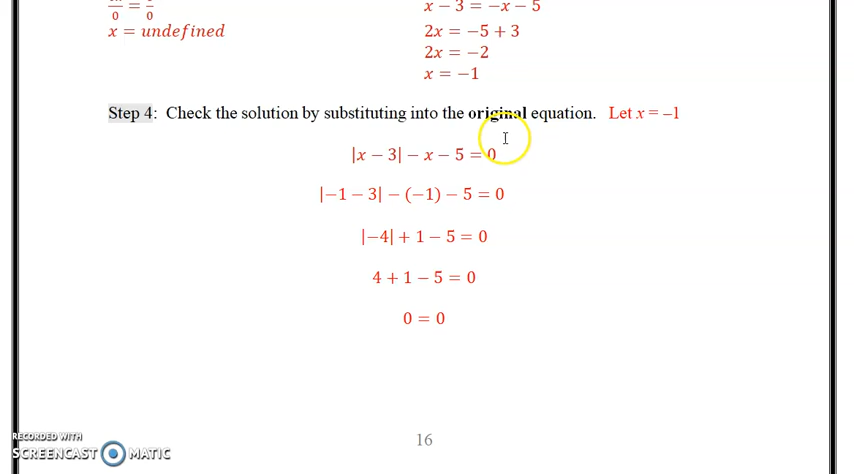 0 = 0
x = undefined
x − 3 = −x − 5
2x = −5 + 3
2x = −2
x = −1
Step 4: Check the solution by substituting into the original equation. Let x = −1
|x − 3| − x − 5 = 0
|−1 − 3| − (−1) − 5 = 0
|−4| + 1 − 5 = 0
4 + 1 − 5 = 0
0 = 0
16
RECORDED WITH
SCREENCAST MATIC